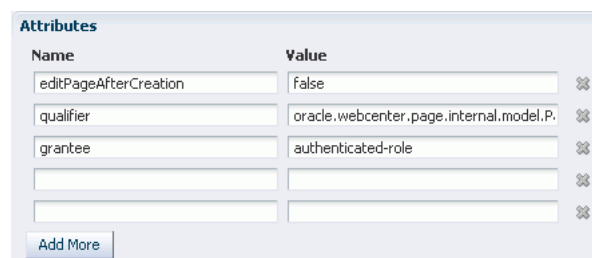 Attributes
Name Value
editPageAfterCreation false
qualifier oracle.webcenter.page.internal.model.P
grantee authenticated-role
Add More